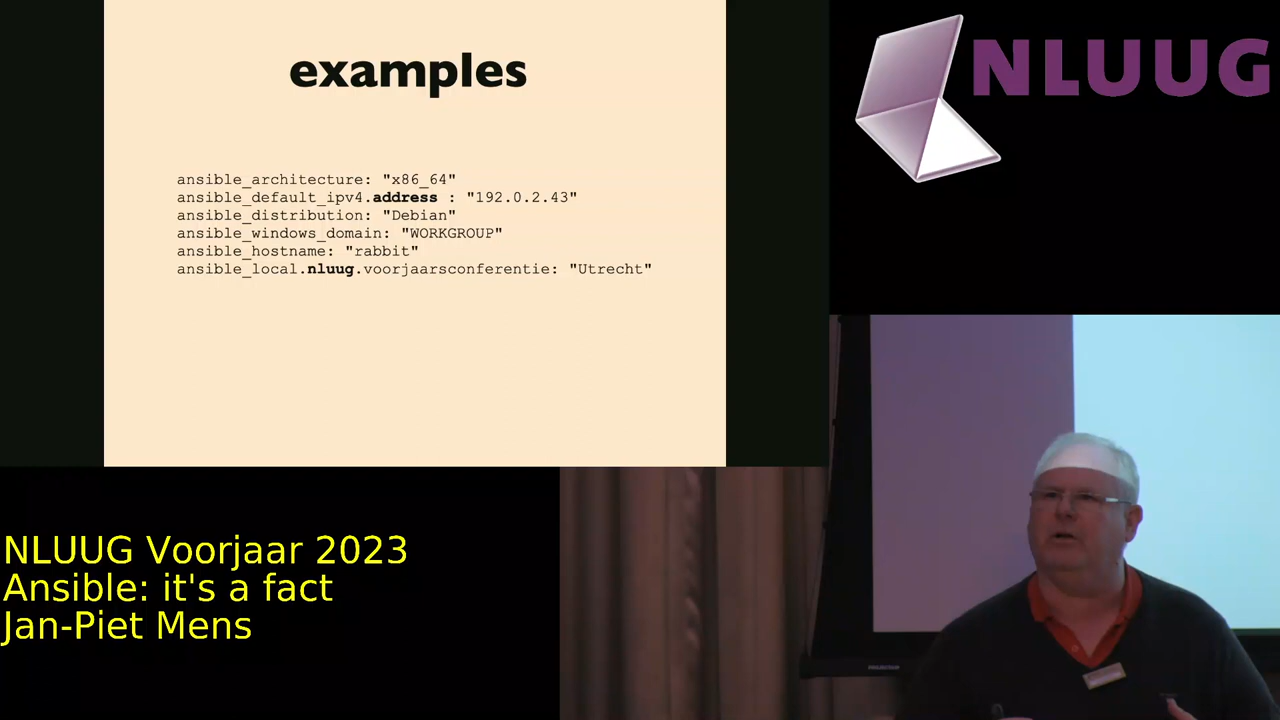 examples
ansible_architecture: "x86_64"
ansible_default_ipv4.address : "192.0.2.43"
ansible_distribution: "Debian"
ansible_windows_domain: "WORKGROUP"
ansible_hostname: "rabbit"
ansible_local.nluug.voorjaarsconferentie: "Utrecht"
NLUUG
NLUUG Voorjaar 2023
Ansible: it's a fact
Jan-Piet Mens